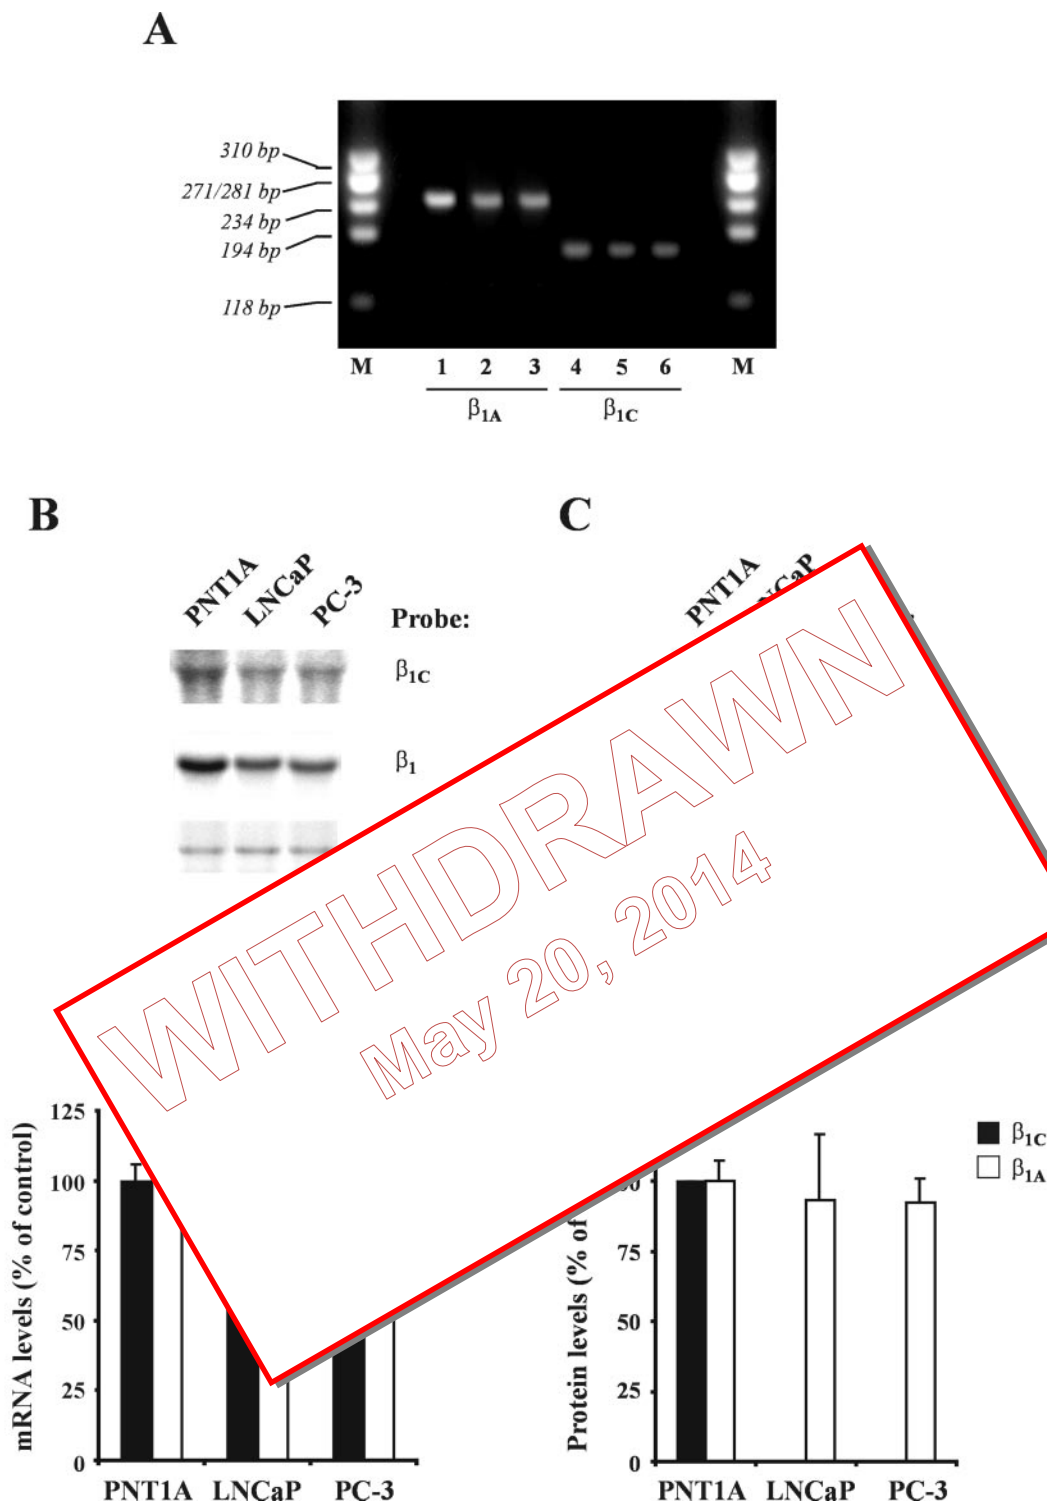 A
310 bp
271/281 bp
234 bp
194 bp
118 bp
M 1 2 3 4 5 6 M
β1A β1C
B
PNT1A LNCaP PC-3
Probe:
β1C
β1
C
PNT1A
WITHDRAWN
May 20, 2014
mRNA levels (% of control)
125
100
75
50
25
0
PNT1A LNCaP PC-3
Protein levels (% of
75
50
25
0
PNT1A LNCaP PC-3
β1C
β1A